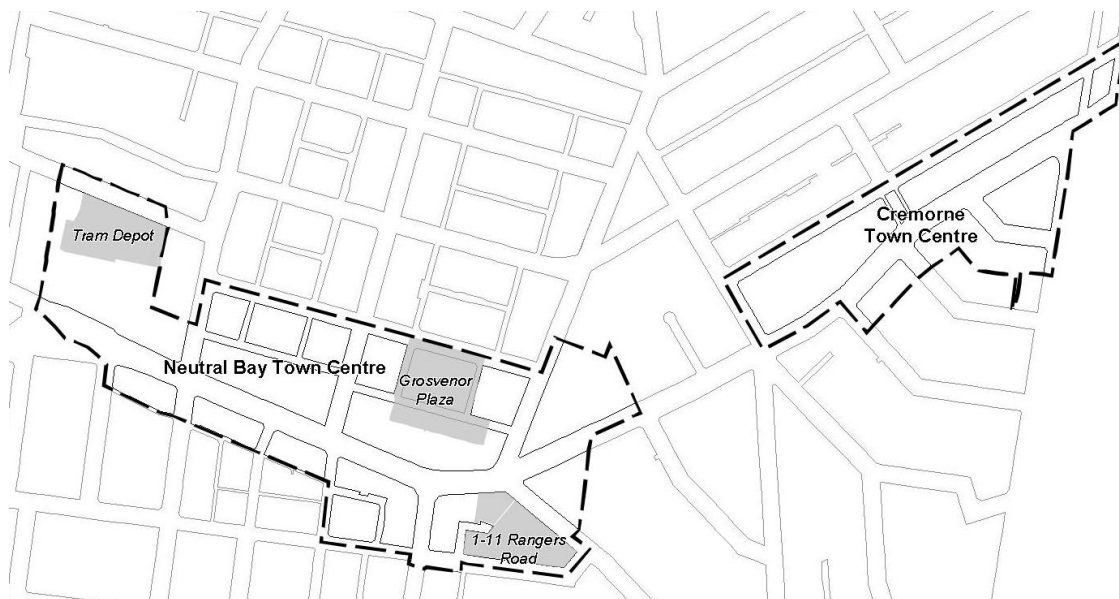 Tram Depot
Cremorne
Town Centre
Neutral Bay Town Centre
Grosvenor
Plaza
1-11 Rangers
Road